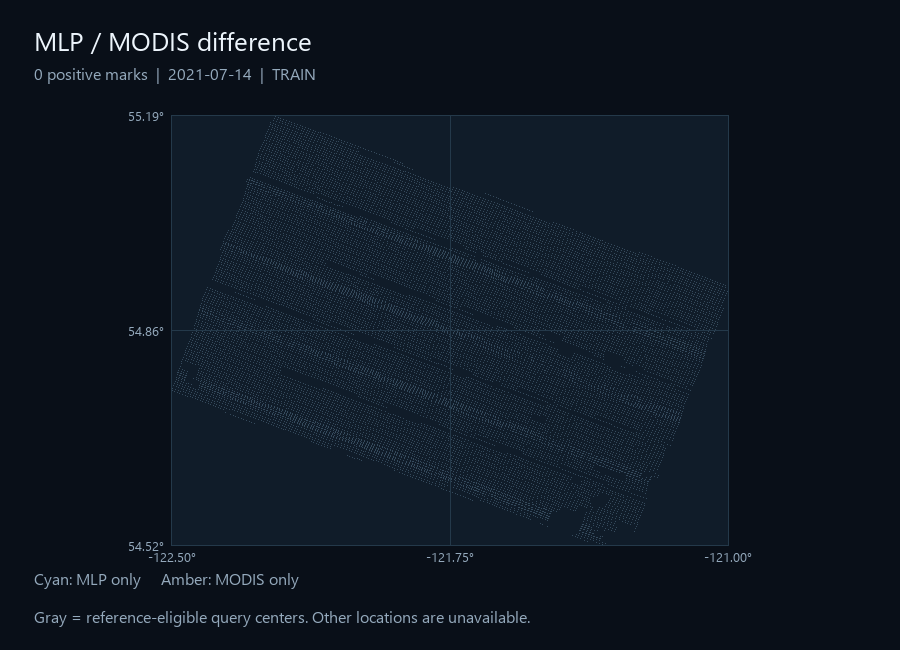 MLP / MODIS difference
0 positive marks | 2021-07-14 | TRAIN
55.19°
54.86°
54.52°
-122.50° -121.75° -121.00°
Cyan: MLP only Amber: MODIS only
Gray = reference-eligible query centers. Other locations are unavailable.